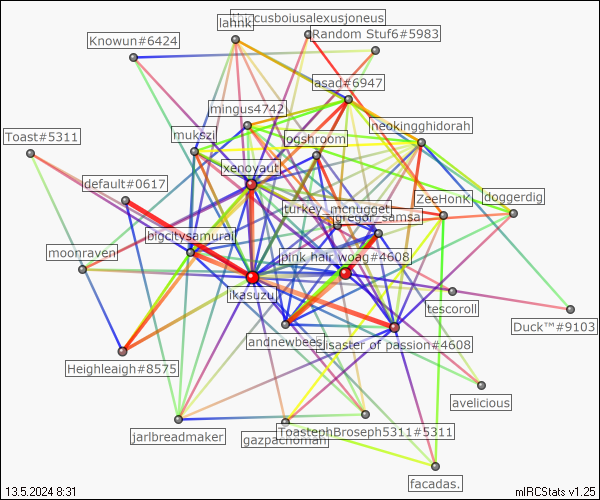 lahnk
marcusboiusalexusjoneus
Random Stuf6#5983
Knowun#6424
asad#6947
mingus4742
neokingghidorah
Toast#5311
mukszi
ogshroom
xenoyaut
default#0617
ZeeHonK
doggerdig
turkey_mcnugget
gregor_samsa
bigcitysamurai
moonraven
pink hair woag#4608
ikasuzu
tescoroll
Duck™#9103
andnewbees
disaster of passion#4608
Heighleaigh#8575
avelicious
jarlbreadmaker
gazpachoman
ToastephBroseph5311#5311
facadas.
13.5.2024 8:31
mIRCStats v1.25